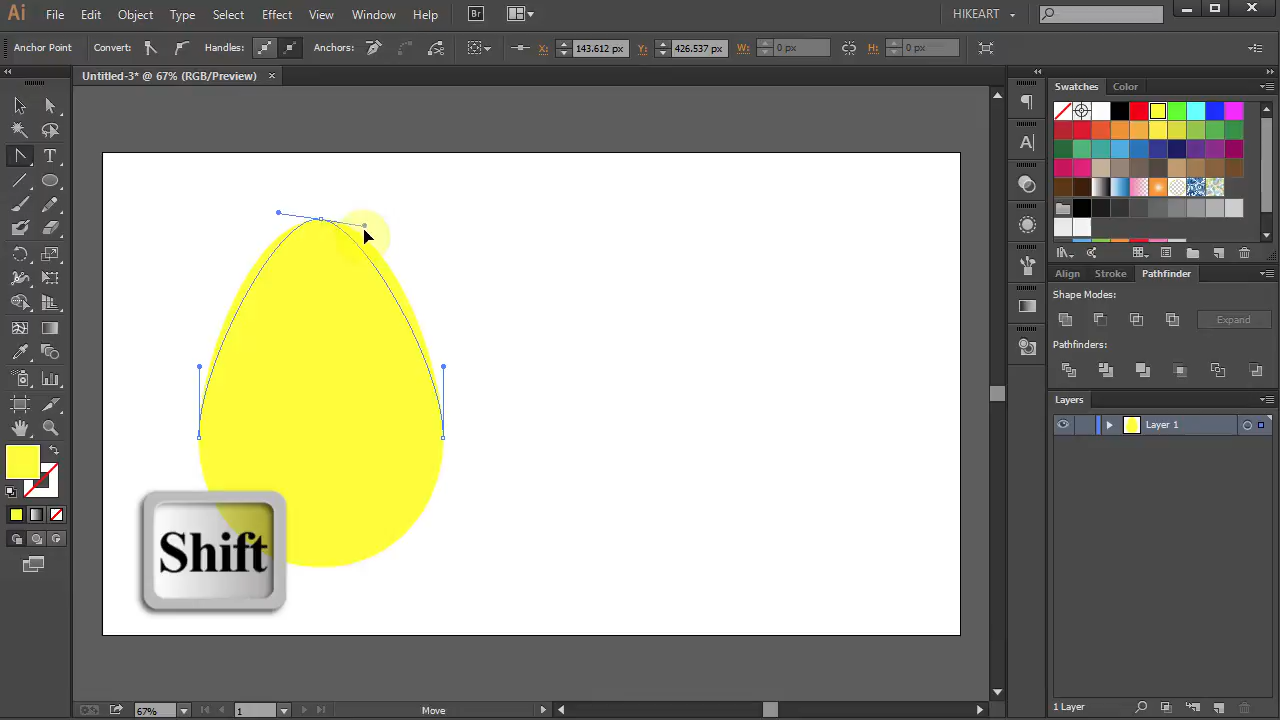 Ai File Edit Object Type Select Effect View Window Help Br HIKEART
Anchor Point Convert: Handles: Anchors: X: 143.612 px Y: 426.537 px W: 0 px H: 0 px
Untitled-3* @ 67% (RGB/Preview) ×
Swatches Color
Align Stroke Pathfinder
Shape Modes:
Expand
Pathfinders:
Layers
Layer 1
Shift
67% 1 Move
1 Layer